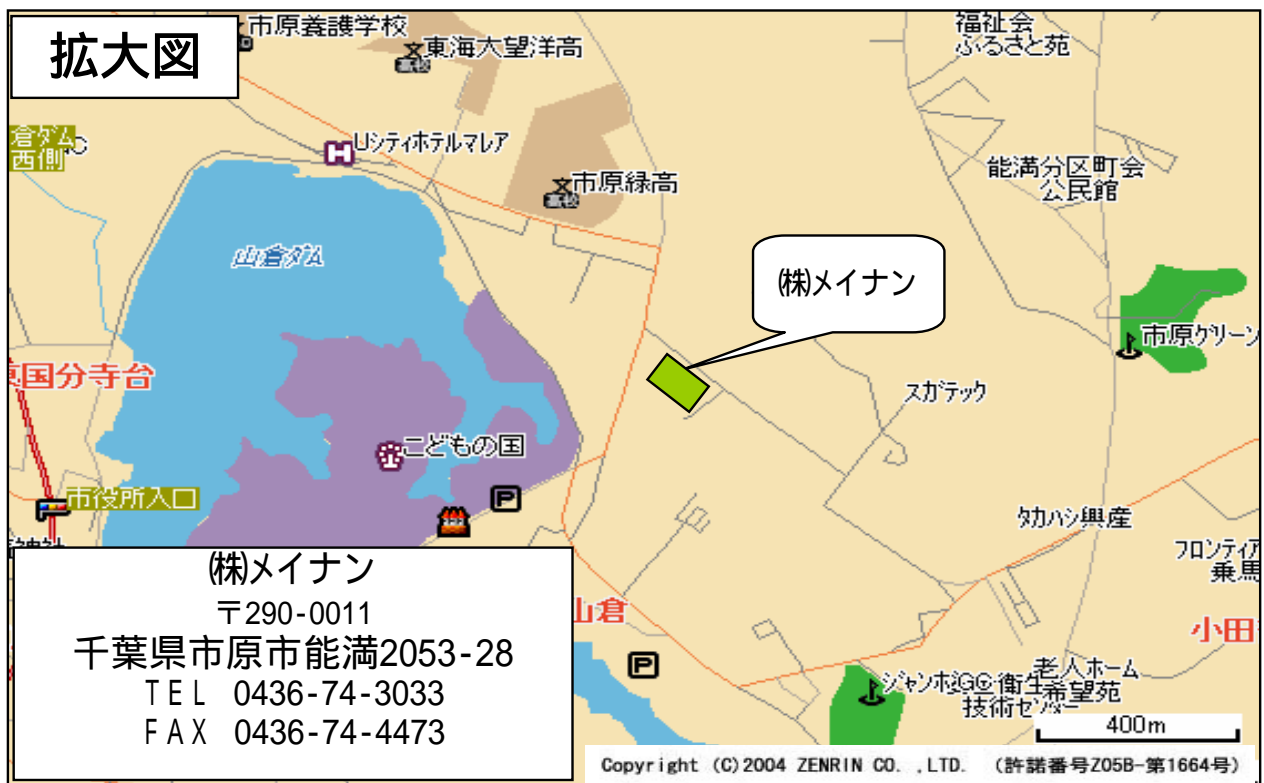 拡大図
市原養護学校
東海大望洋高
高校
福祉会
ふるさと苑
倉ダム
西側
Uシティホテルマレア
市原緑高
高校
能満分区町会
公民館
山倉ダム
㈱メイナン
市原グリーン
国分寺台
スガテック
こどもの国
P
市役所入口
タカハシ興産
フロンティア
乗馬
㈱メイナン
〒290-0011
千葉県市原市能満2053-28
TEL 0436-74-3033
FAX 0436-74-4473
山倉
小田
P
老人ホーム
希望苑
技術セ
400m
Copyright (C)2004 ZENRIN CO. ,LTD. (許諾番号Z05B-第1664号)